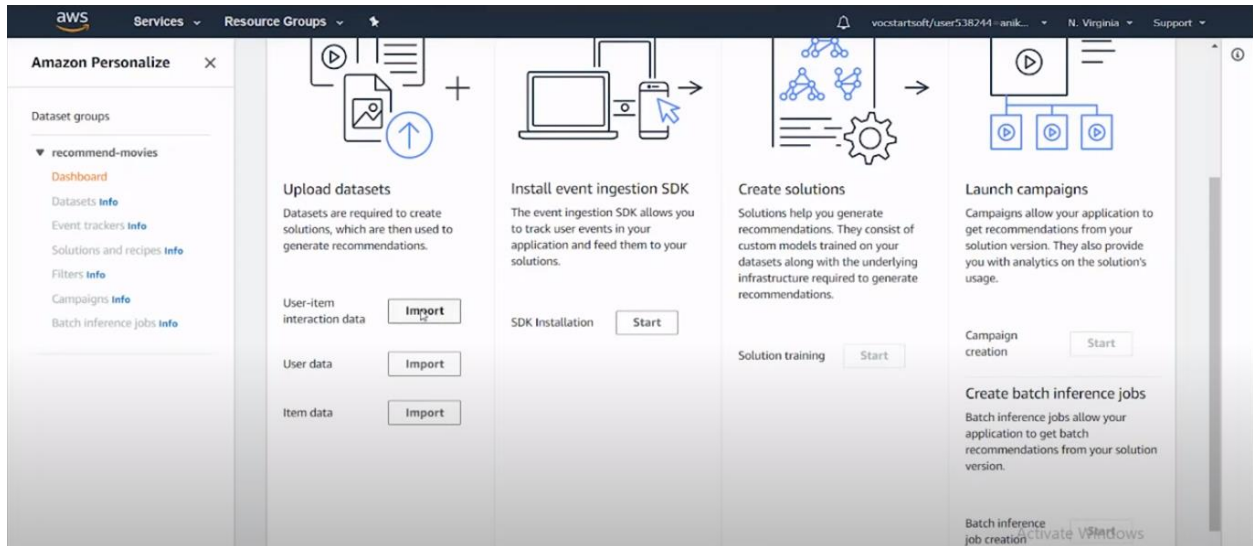 aws Services Resource Groups vocstartsoft/user538244=anik... N. Virginia Support
Amazon Personalize
Dataset groups
recommend-movies
Dashboard
Datasets Info
Event trackers Info
Solutions and recipes Info
Filters Info
Campaigns Info
Batch inference jobs Info
Upload datasets
Datasets are required to create
solutions, which are then used to
generate recommendations.
User-item
interaction data Import
User data Import
Item data Import
Install event ingestion SDK
The event ingestion SDK allows you
to track user events in your
application and feed them to your
solutions.
SDK Installation Start
Create solutions
Solutions help you generate
recommendations. They consist of
custom models trained on your
datasets along with the underlying
infrastructure required to generate
recommendations.
Solution training Start
Launch campaigns
Campaigns allow your application to
get recommendations from your
solution version. They also provide
you with analytics on the solution's
usage.
Campaign
creation Start
Create batch inference jobs
Batch inference jobs allow your
application to get batch
recommendations from your solution
version.
Batch inference
job creation Start
Activate Windows